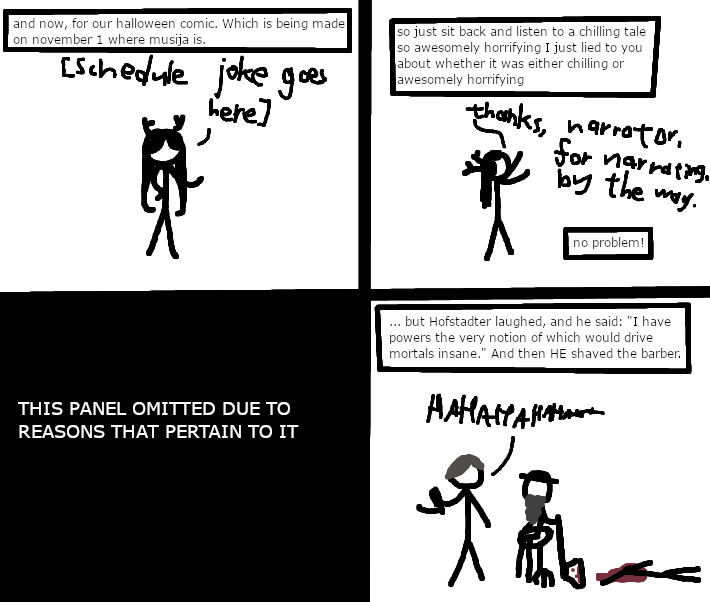 and now, for our halloween comic. Which is being made
on november 1 where musija is.
[schedule joke goes
here]
so just sit back and listen to a chilling tale
so awesomely horrifying I just lied to you
about whether it was either chilling or
awesomely horrifying
thanks, narrator,
for narrating.
by the way.
no problem!
THIS PANEL OMITTED DUE TO
REASONS THAT PERTAIN TO IT
... but Hofstadter laughed, and he said: "I have
powers the very notion of which would drive
mortals insane." And then HE shaved the barber.